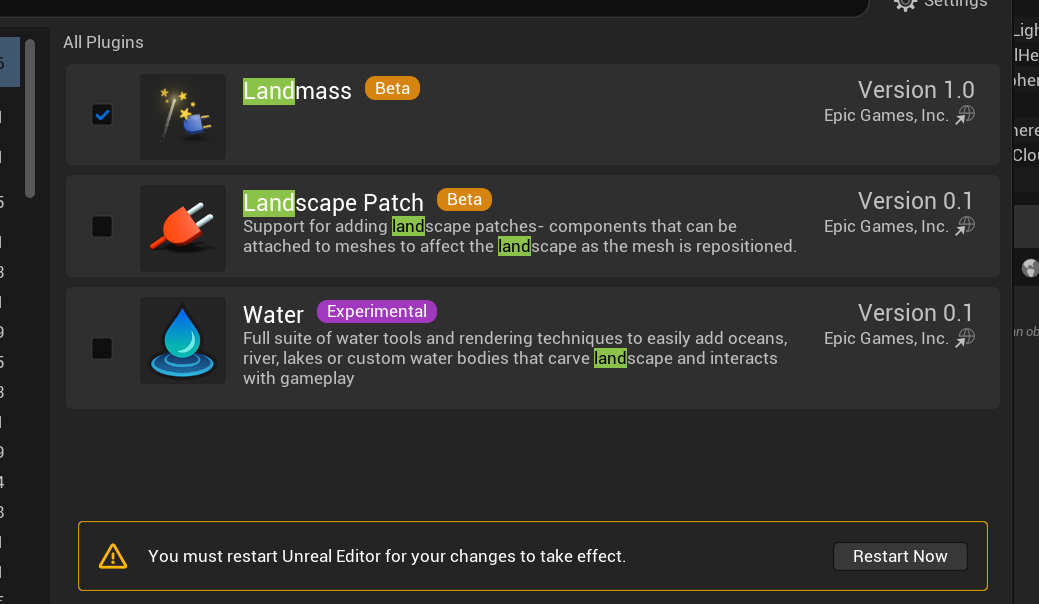 Settings
All Plugins
Landmass Beta
Version 1.0
Epic Games, Inc.
Landscape Patch Beta
Version 0.1
Support for adding landscape patches- components that can be
attached to meshes to affect the landscape as the mesh is repositioned.
Epic Games, Inc.
Water Experimental
Version 0.1
Full suite of water tools and rendering techniques to easily add oceans,
river, lakes or custom water bodies that carve landscape and interacts
with gameplay
Epic Games, Inc.
You must restart Unreal Editor for your changes to take effect.
Restart Now